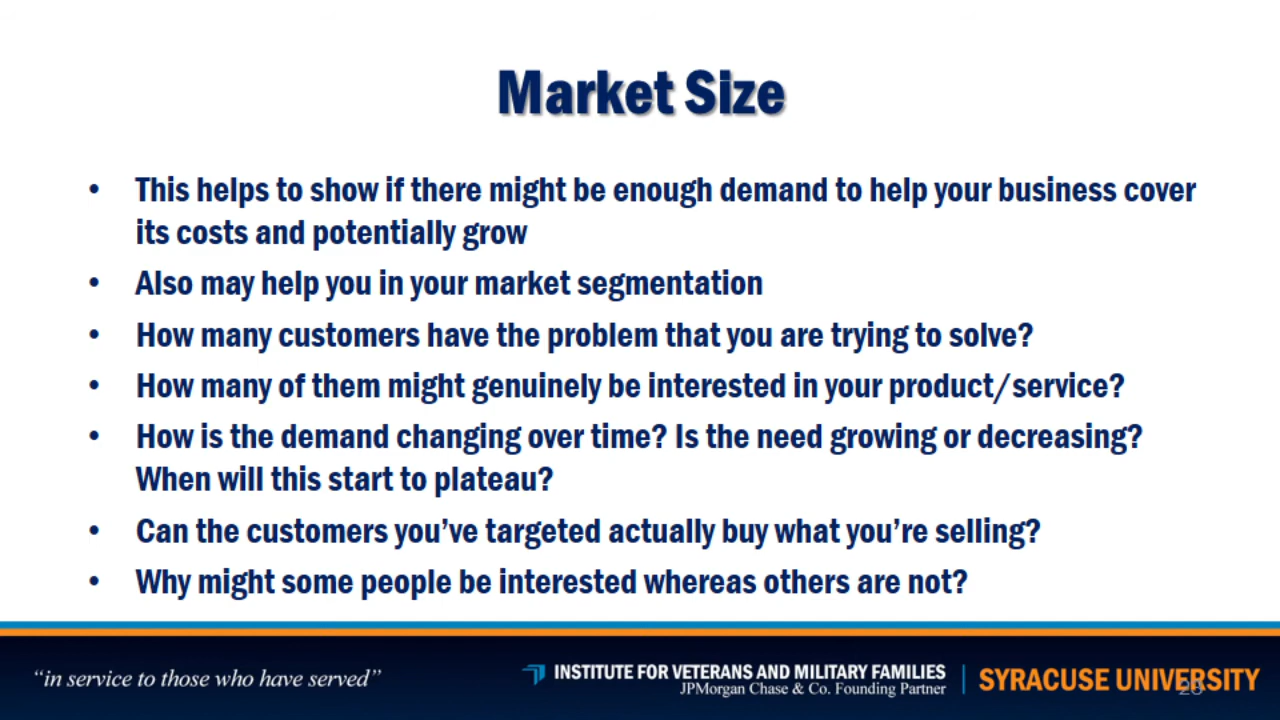 Market Size
• This helps to show if there might be enough demand to help your business cover
its costs and potentially grow
• Also may help you in your market segmentation
• How many customers have the problem that you are trying to solve?
• How many of them might genuinely be interested in your product/service?
• How is the demand changing over time? Is the need growing or decreasing?
When will this start to plateau?
• Can the customers you’ve targeted actually buy what you’re selling?
• Why might some people be interested whereas others are not?
“in service to those who have served”
INSTITUTE FOR VETERANS AND MILITARY FAMILIES
JPMorgan Chase & Co. Founding Partner
SYRACUSE UNIVERSITY